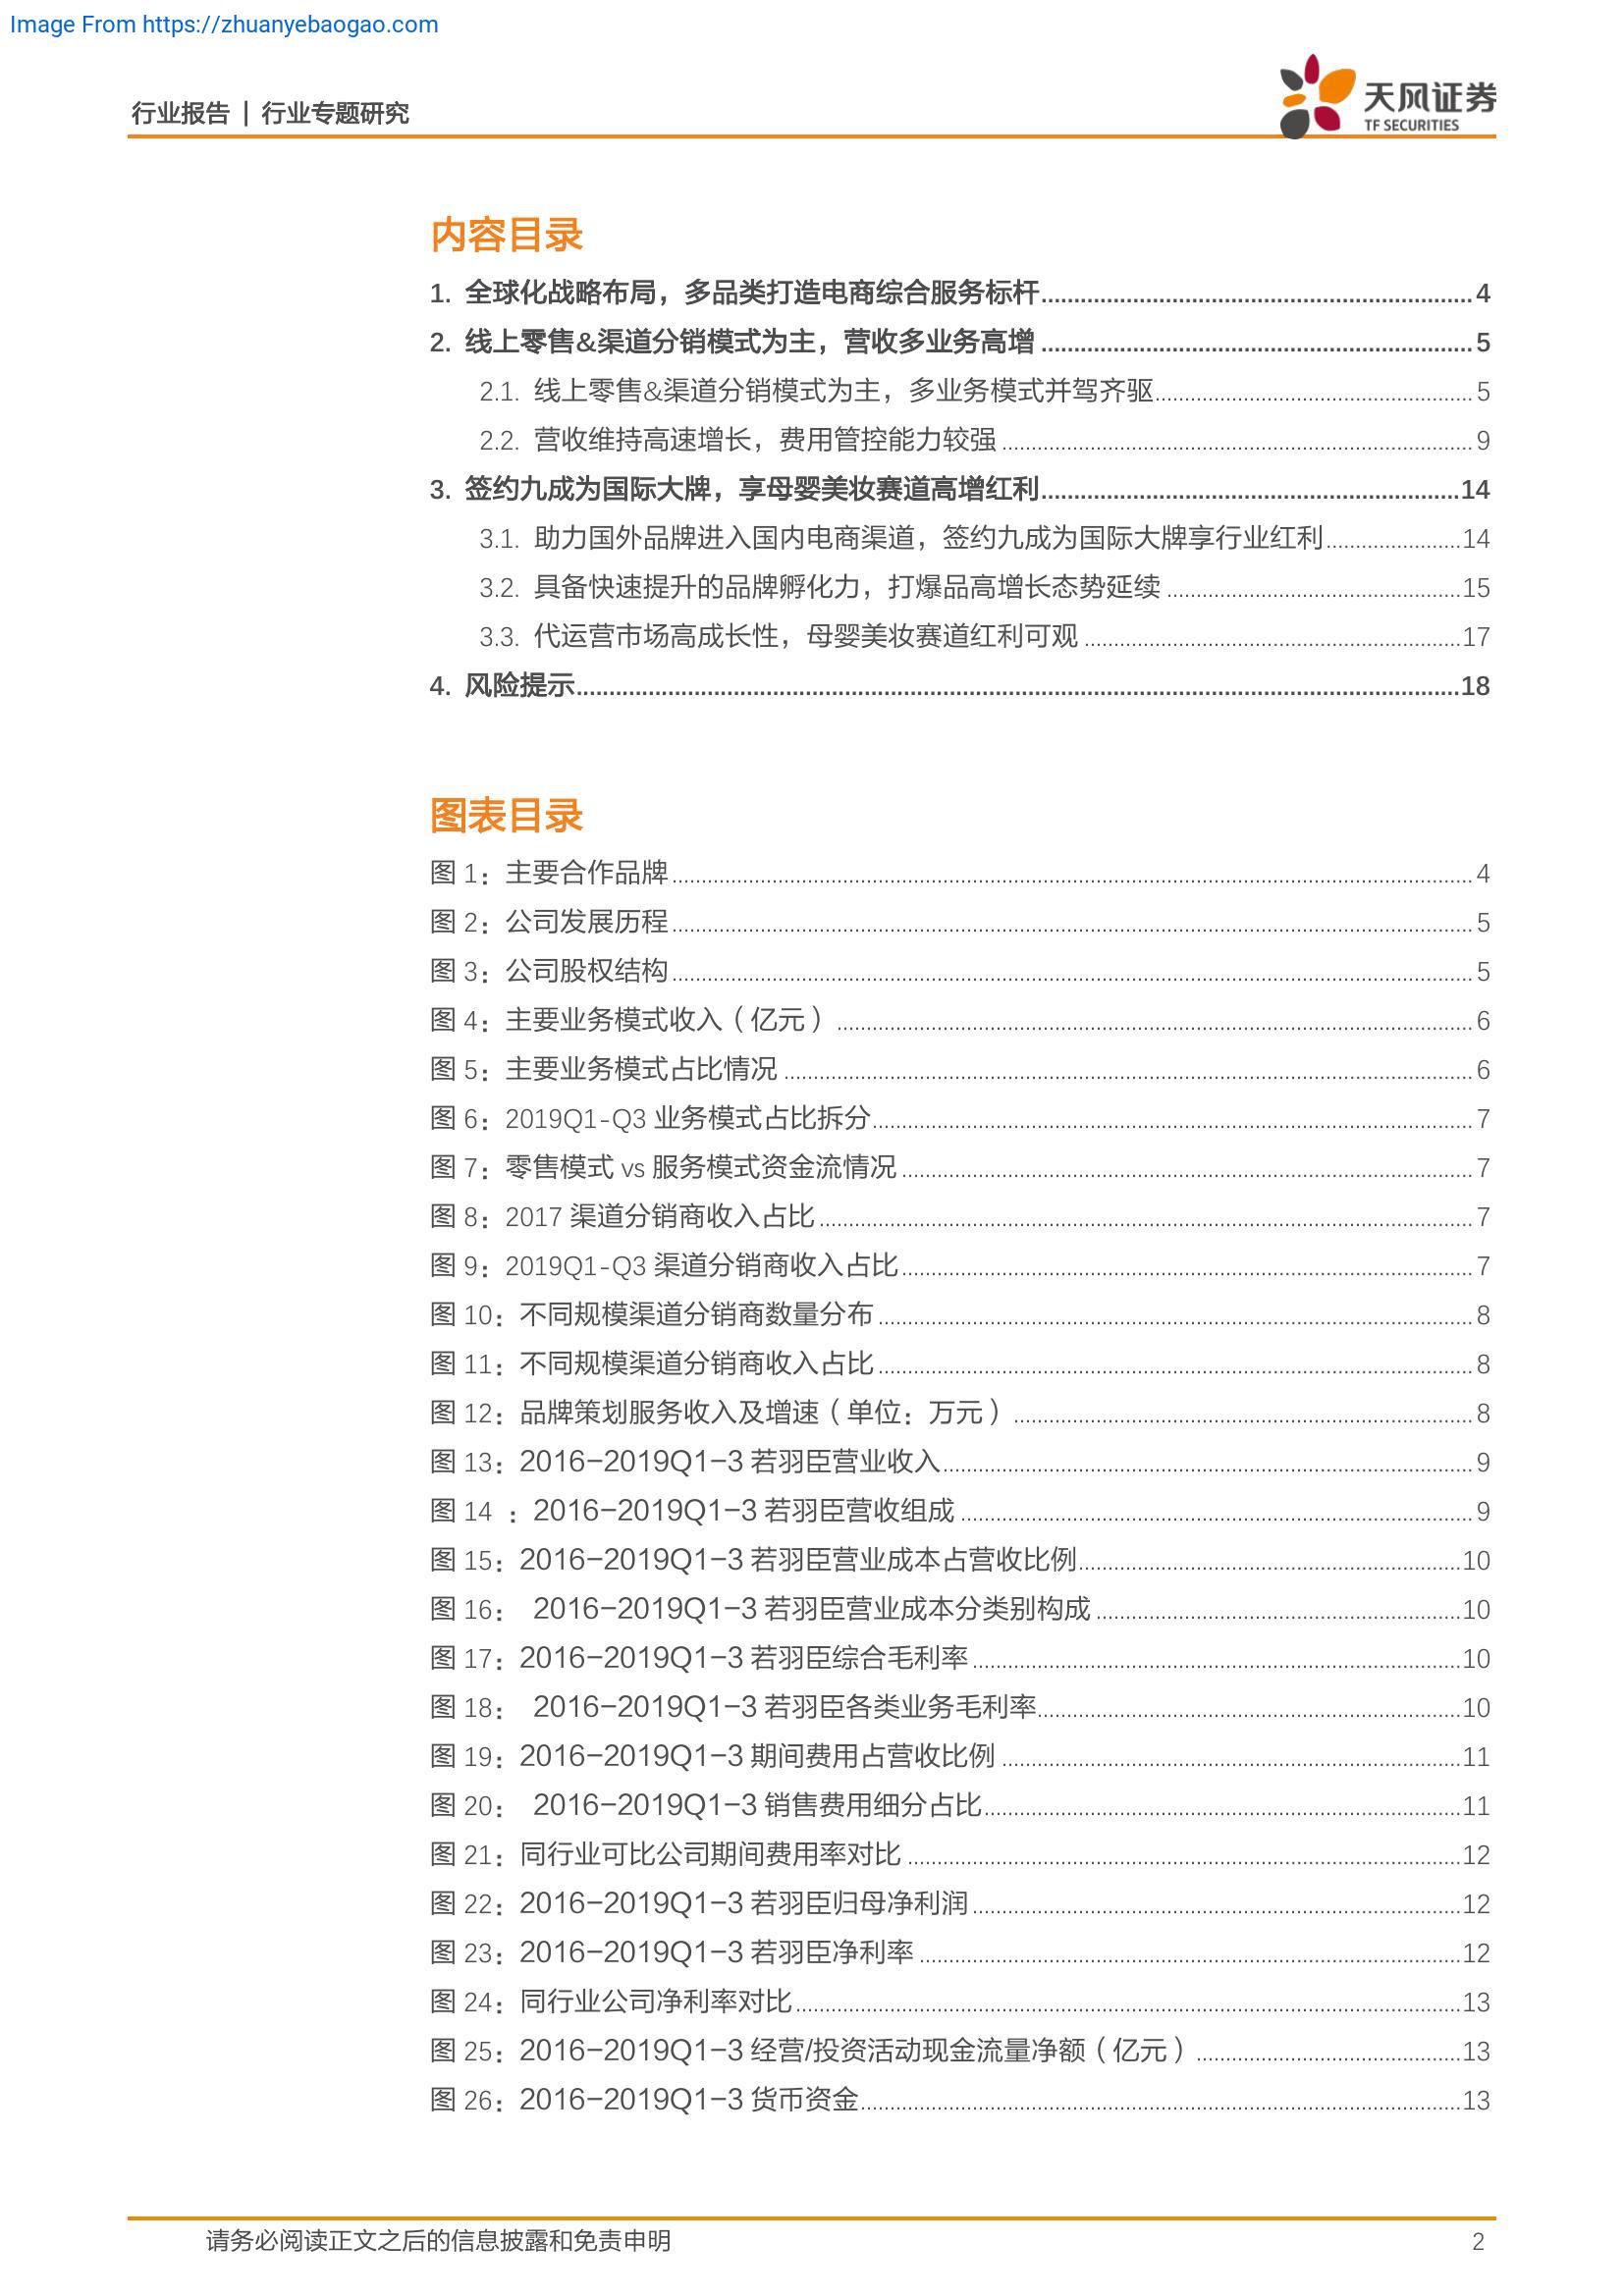 Image From https://zhuanyebaogao.com
行业报告 | 行业专题研究
天风证券
TF SECURITIES
内容目录
1. 全球化战略布局，多品类打造电商综合服务标杆 4
2. 线上零售&渠道分销模式为主，营收多业务高增 5
2.1. 线上零售&渠道分销模式为主，多业务模式并驾齐驱 5
2.2. 营收维持高速增长，费用管控能力较强 9
3. 签约九成为国际大牌，享母婴美妆赛道高增红利 14
3.1. 助力国外品牌进入国内电商渠道，签约九成为国际大牌享行业红利 14
3.2. 具备快速提升的品牌孵化力，打爆品高增长态势延续 15
3.3. 代运营市场高成长性，母婴美妆赛道红利可观 17
4. 风险提示 18
图表目录
图 1：主要合作品牌 4
图 2：公司发展历程 5
图 3：公司股权结构 5
图 4：主要业务模式收入（亿元） 6
图 5：主要业务模式占比情况 6
图 6：2019Q1-Q3 业务模式占比拆分 7
图 7：零售模式 vs 服务模式资金流情况 7
图 8：2017 渠道分销商收入占比 7
图 9：2019Q1-Q3 渠道分销商收入占比 7
图 10：不同规模渠道分销商数量分布 8
图 11：不同规模渠道分销商收入占比 8
图 12：品牌策划服务收入及增速（单位：万元） 8
图 13：2016-2019Q1-3 若羽臣营业收入 9
图 14 ：2016-2019Q1-3 若羽臣营收组成 9
图 15：2016-2019Q1-3 若羽臣营业成本占营收比例 10
图 16： 2016-2019Q1-3 若羽臣营业成本分类别构成 10
图 17：2016-2019Q1-3 若羽臣综合毛利率 10
图 18： 2016-2019Q1-3 若羽臣各类业务毛利率 10
图 19：2016-2019Q1-3 期间费用占营收比例 11
图 20： 2016-2019Q1-3 销售费用细分占比 11
图 21：同行业可比公司期间费用率对比 12
图 22：2016-2019Q1-3 若羽臣归母净利润 12
图 23：2016-2019Q1-3 若羽臣净利率 12
图 24：同行业公司净利率对比 13
图 25：2016-2019Q1-3 经营/投资活动现金流量净额（亿元） 13
图 26：2016-2019Q1-3 货币资金 13
请务必阅读正文之后的信息披露和免责申明 2